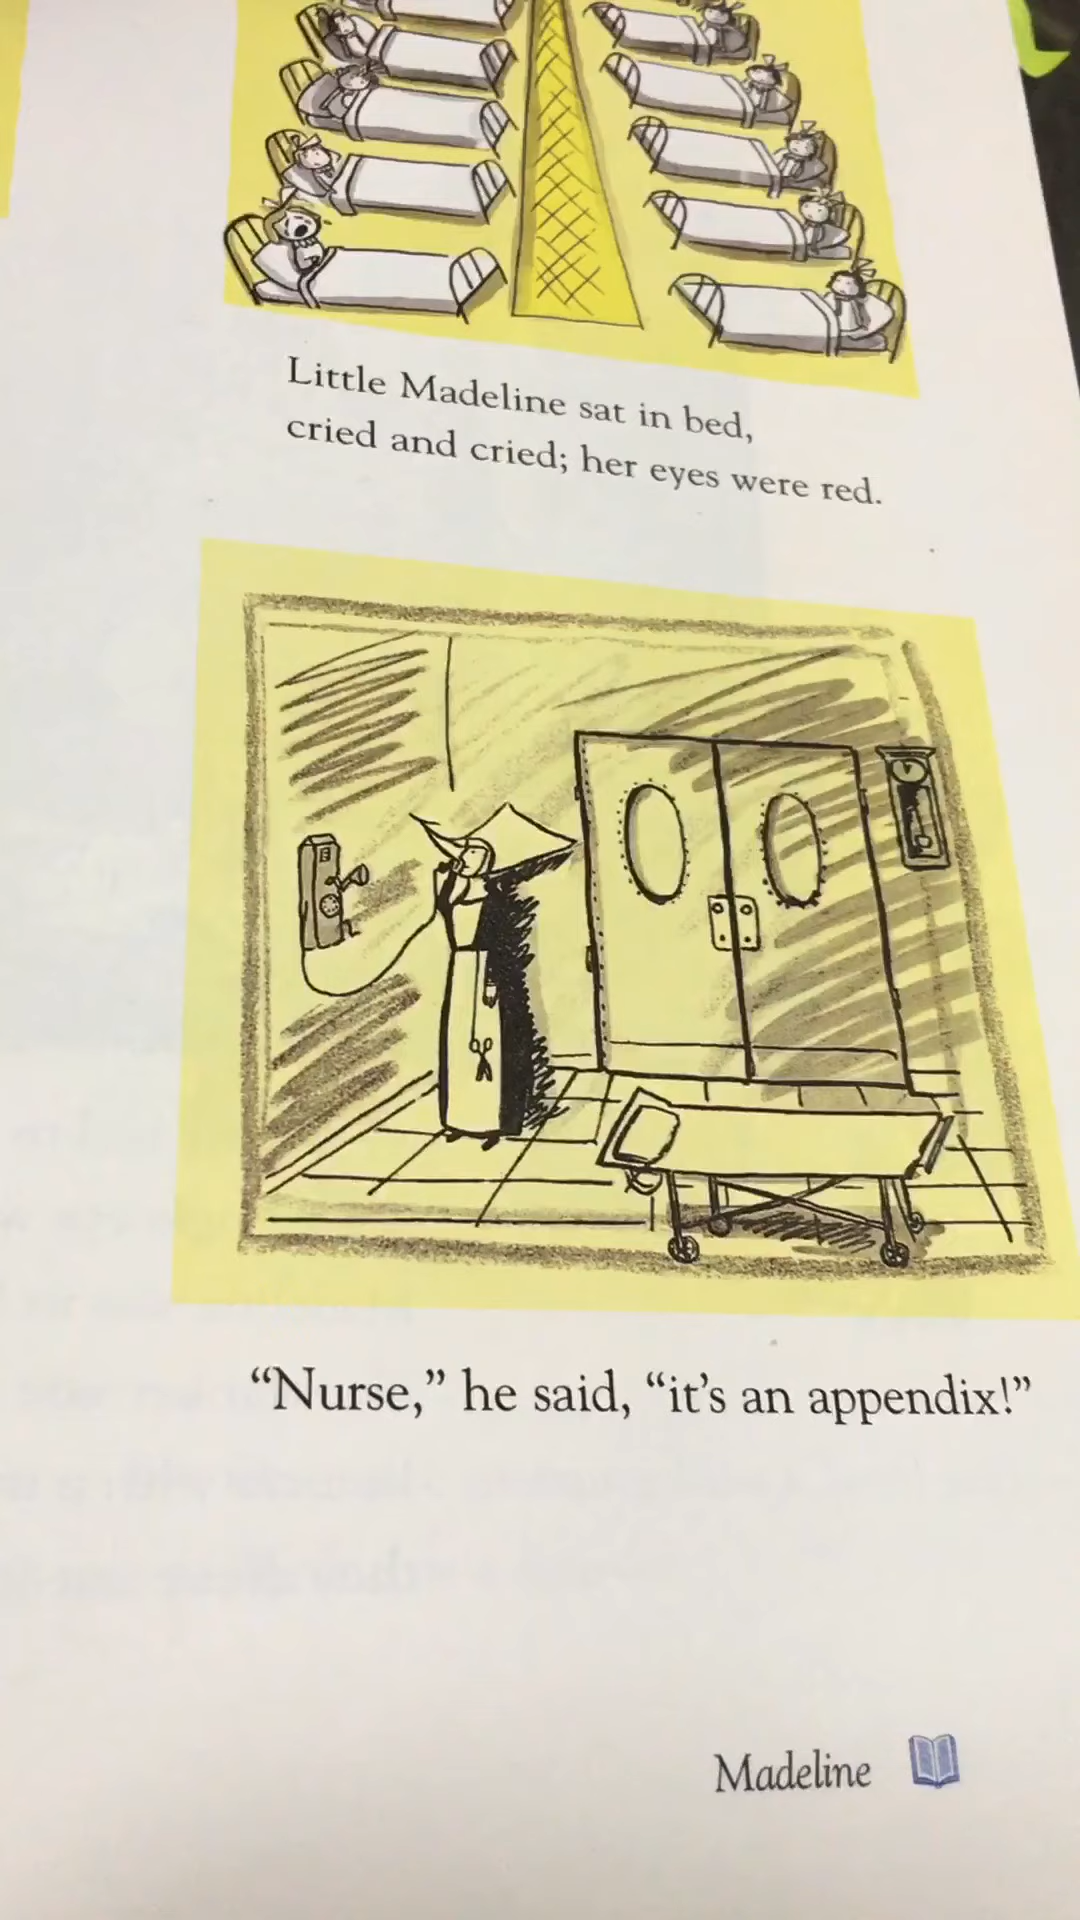 Little Madeline sat in bed,
cried and cried; her eyes were red.
“Nurse,” he said, “it’s an appendix!”
Madeline